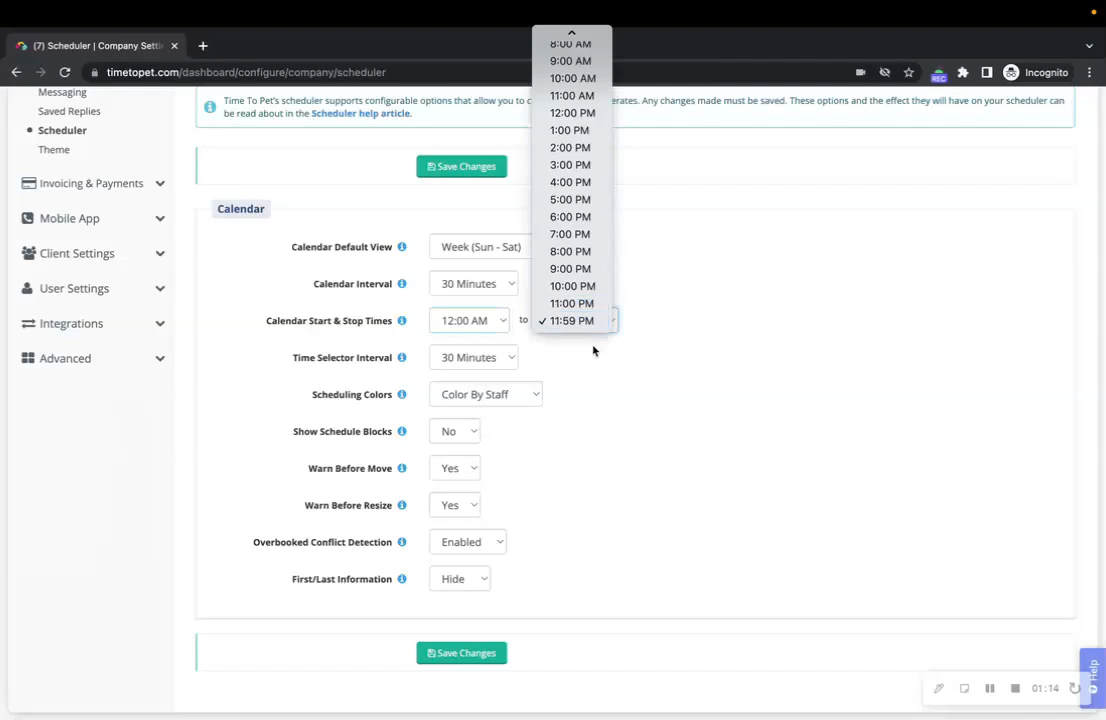 (7) Scheduler | Company Setti
timetopet.com/dashboard/configure/company/scheduler
REC
Incognito
Messaging
Saved Replies
Scheduler
Theme
Invoicing & Payments
Mobile App
Client Settings
User Settings
Integrations
Advanced
Time To Pet's scheduler supports configurable options that allow you to c
erates. Any changes made must be saved. These options and the effect they will have on your scheduler can
be read about in the Scheduler help article.
Save Changes
Calendar
Calendar Default View
Week (Sun - Sat)
Calendar Interval
30 Minutes
Calendar Start & Stop Times
12:00 AM
to
8:00 AM
9:00 AM
10:00 AM
11:00 AM
12:00 PM
1:00 PM
2:00 PM
3:00 PM
4:00 PM
5:00 PM
6:00 PM
7:00 PM
8:00 PM
9:00 PM
10:00 PM
11:00 PM
✓ 11:59 PM
Time Selector Interval
30 Minutes
Scheduling Colors
Color By Staff
Show Schedule Blocks
No
Warn Before Move
Yes
Warn Before Resize
Yes
Overbooked Conflict Detection
Enabled
First/Last Information
Hide
Save Changes
Help
01:14